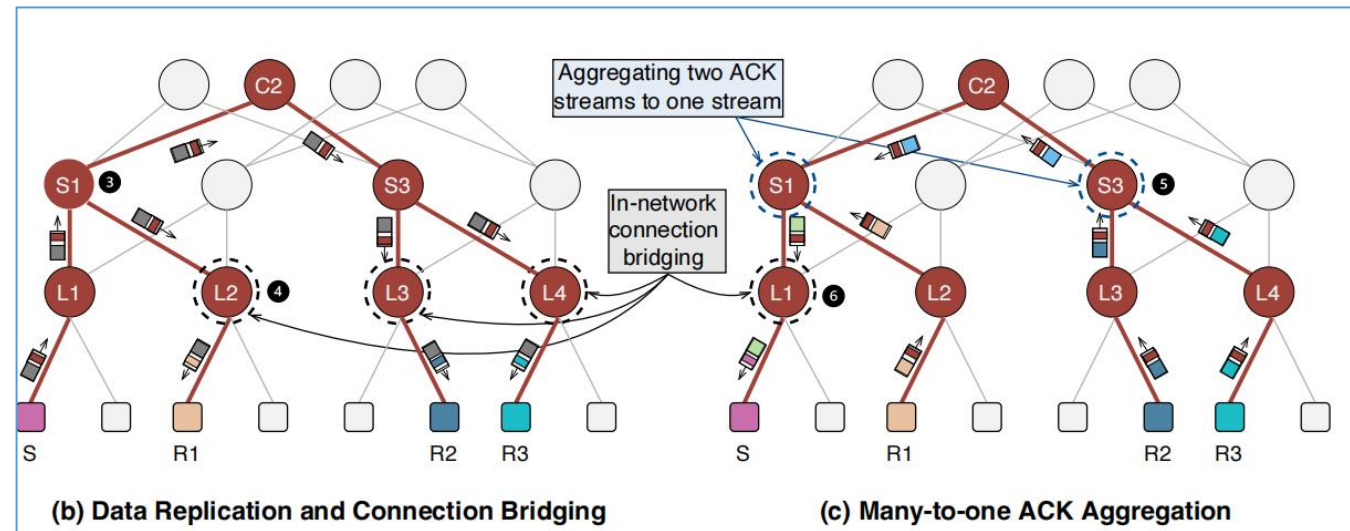 C2
S1
3
S3
L1
L2
4
L3
L4
S
R1
R2
R3
(b) Data Replication and Connection Bridging
Aggregating two ACK
streams to one stream
In-network
connection
bridging
C2
S1
S3
5
L1
6
L2
L3
L4
S
R1
R2
R3
(c) Many-to-one ACK Aggregation